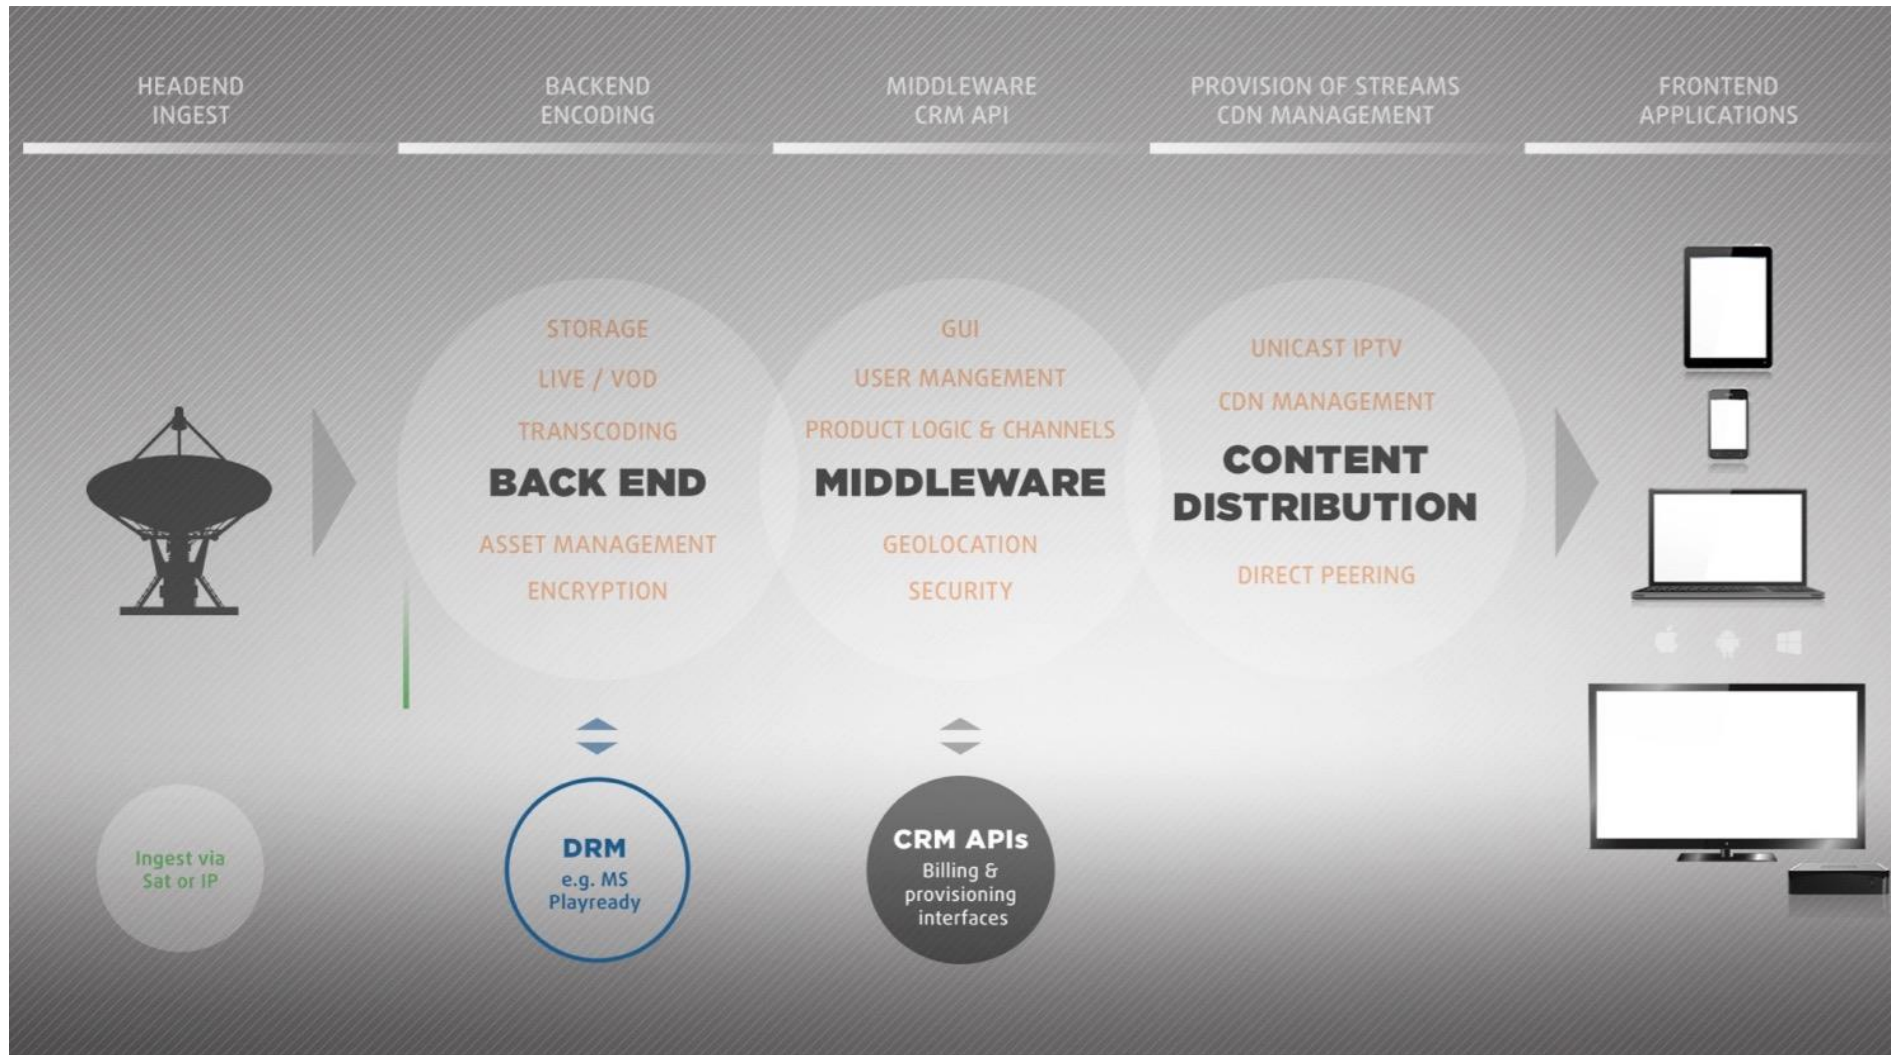 HEADEND
INGEST
BACKEND
ENCODING
MIDDLEWARE
CRM API
PROVISION OF STREAMS
CDN MANAGEMENT
FRONTEND
APPLICATIONS
STORAGE
LIVE / VOD
TRANSCODING
BACK END
ASSET MANAGEMENT
ENCRYPTION
GUI
USER MANGEMENT
PRODUCT LOGIC & CHANNELS
MIDDLEWARE
GEOLOCATION
SECURITY
UNICAST IPTV
CDN MANAGEMENT
CONTENT
DISTRIBUTION
DIRECT PEERING
Ingest via
Sat or IP
DRM
e.g. MS
Playready
CRM APIs
Billing &
provisioning
interfaces